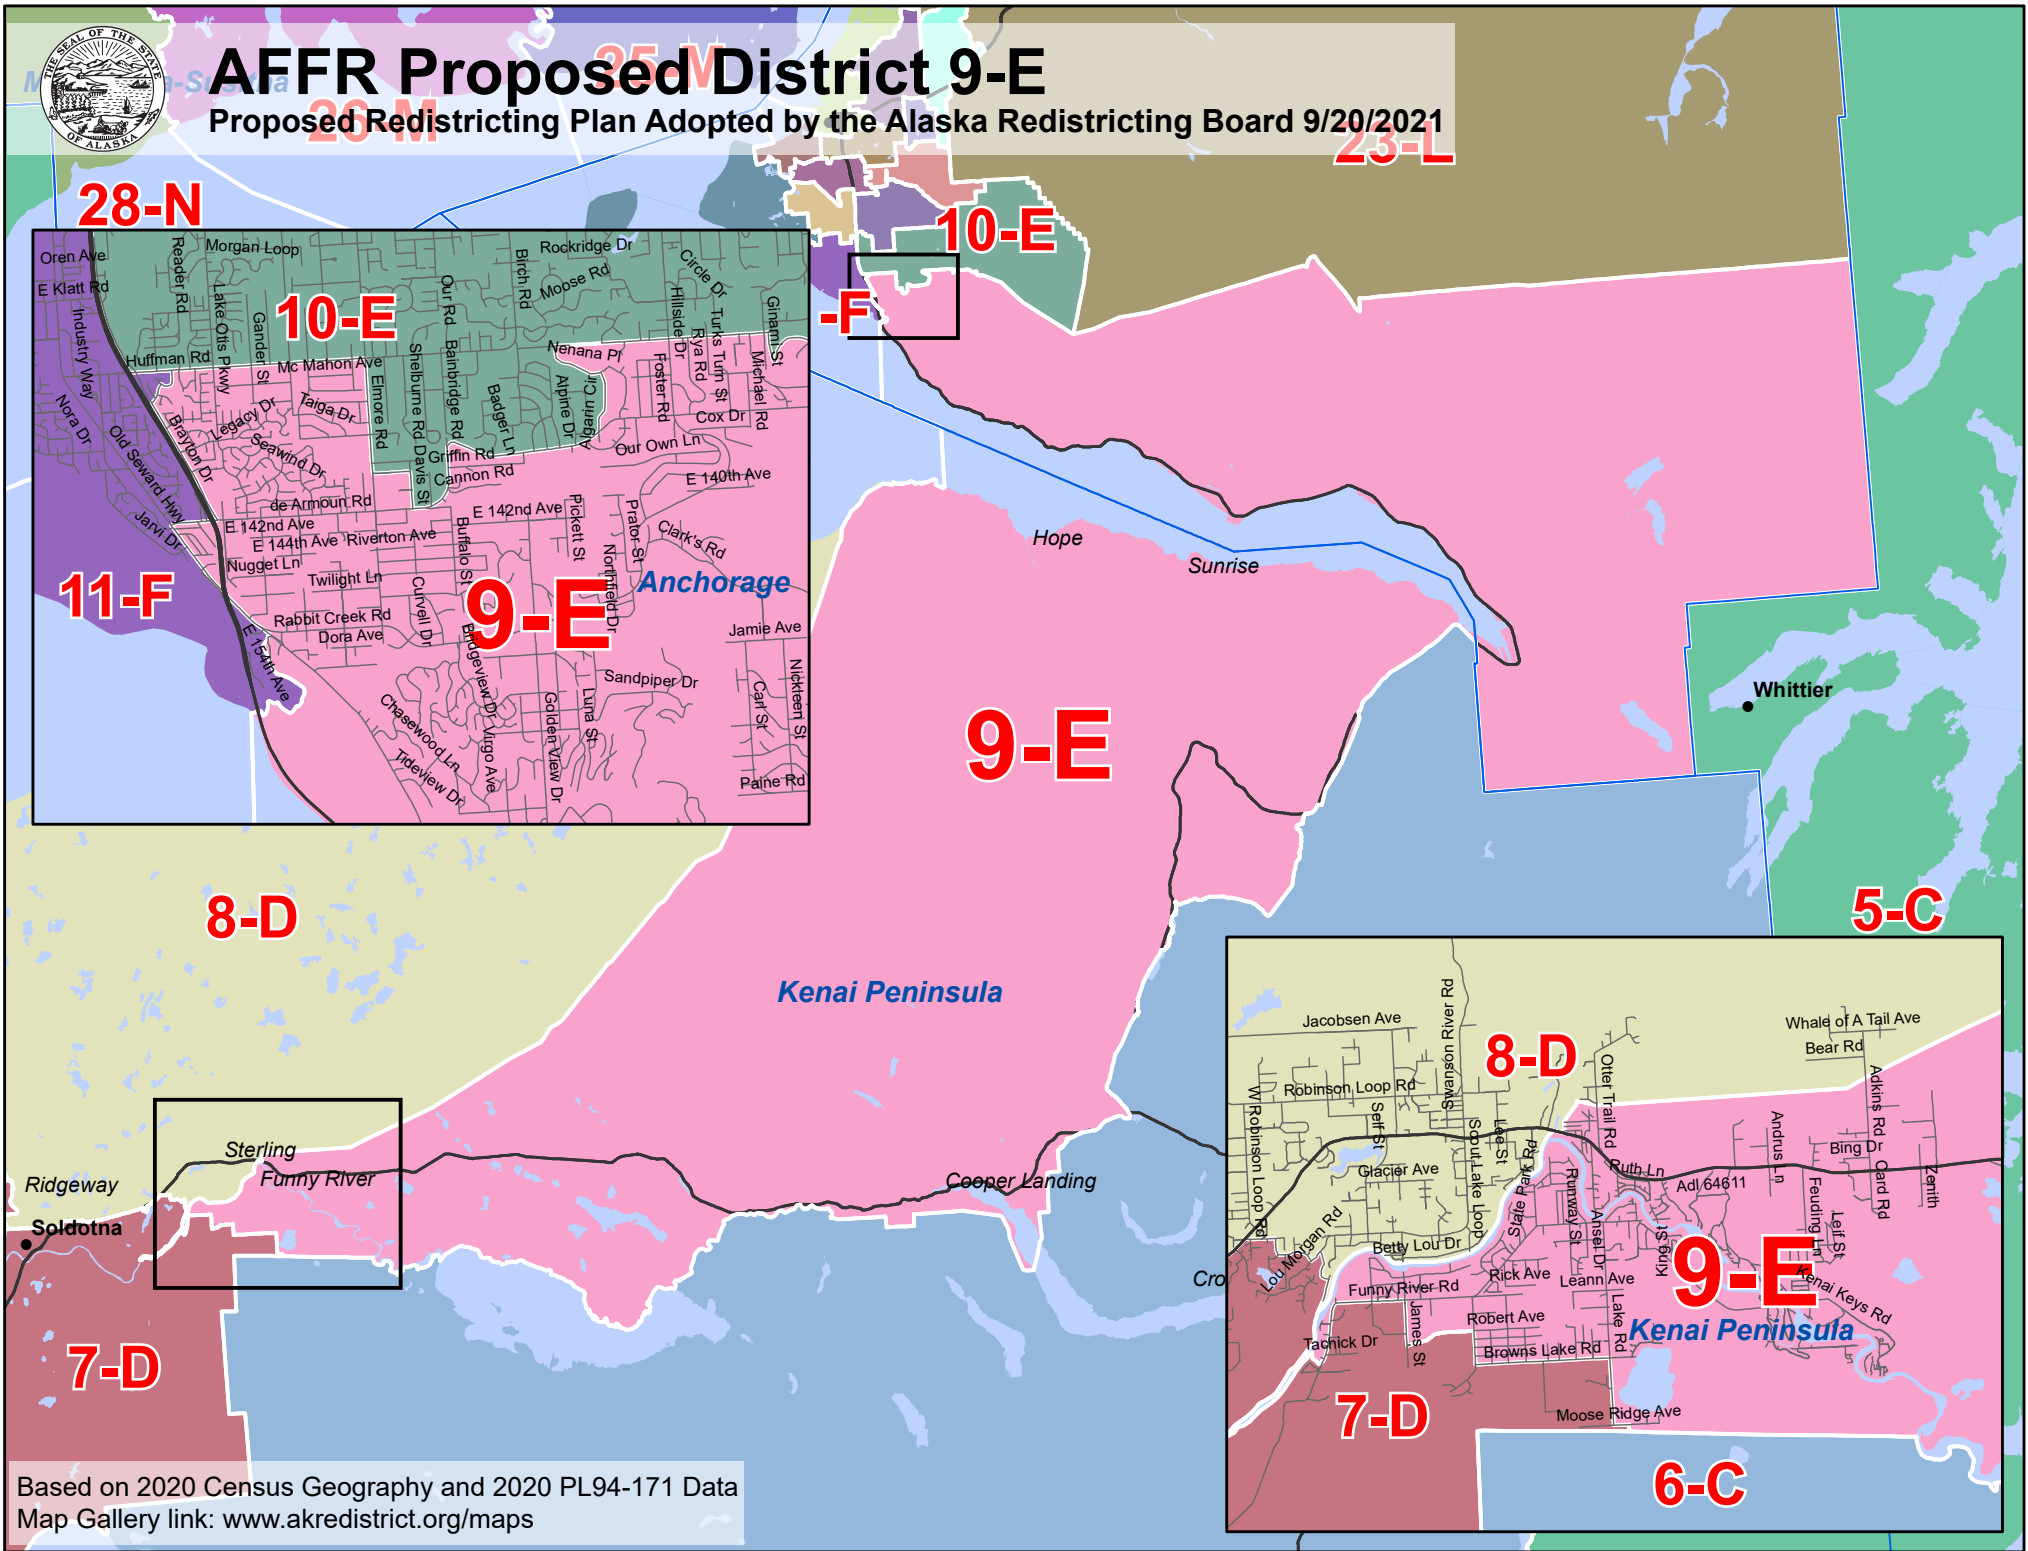 AFFR Proposed District 9-E
Proposed Redistricting Plan Adopted by the Alaska Redistricting Board 9/20/2021
THE SEAL OF THE STATE
OF ALASKA
25-M
26-M
23-L
28-N
10-E
-F
Hope
Sunrise
9-E
Whittier
8-D
5-C
Kenai Peninsula
Sterling
Funny River
Ridgeway
Soldotna
Cooper Landing
Cro
7-D
Oren Ave
E Klatt Rd
Industry Way
Reader Rd
Morgan Loop
Lake Otis Pkwy
Gander St
10-E
Our Rd
Birch Rd
Rockridge Dr
Moose Rd
Circle Dr
Hillside Dr
Turks Turn St
Rya Rd
Ginami St
Huffman Rd
Mc Mahon Ave
Nenana Pl
Foster Rd
Michael Rd
Nora Dr
Old Seward Hwy
Brayton Dr
Legacy Dr
Taiga Dr
Elmore Rd
Shelburne Rd
Bainbridge Rd
Badger Ln
Alpine Dr
Algerin Cir
Cox Dr
Seawind Dr
Davis St
Griffin Rd
Cannon Rd
Our Own Ln
E 140th Ave
de Armoun Rd
Jarvi Dr
E 142nd Ave
E 142nd Ave
E 144th Ave
Riverton Ave
Buffalo St
Pickett St
Prator St
Clark's Rd
Nugget Ln
Twilight Ln
Curvell Dr
Northfield Dr
11-F
9-E
Anchorage
Rabbit Creek Rd
Dora Ave
E 154th Ave
Bridgeview Dr
Jamie Ave
Sandpiper Dr
Nickleen St
Carl St
Chasewood Ln
Tideview Dr
Virgo Ave
Golden View Dr
Luna St
Paine Rd
Jacobsen Ave
Swanson River Rd
8-D
Whale of A Tail Ave
Bear Rd
Otter Trail Rd
Adkins Rd
Robinson Loop Rd
W Robinson Loop Rd
Self St
Scout Lake Loop
Lee St
State Park Rd
Andrus Ln
Bing Dr
Card Rd
Zenith
Glacier Ave
Ruth Ln
Runway St
Adl 64611
Feuding Ln
Leif St
Lou Morgan Rd
Betty Lou Dr
Ansel Dr
King St
9-E
Funny River Rd
Rick Ave
Leann Ave
Kenai Keys Rd
James St
Robert Ave
Lake Rd
Kenai Peninsula
Tachick Dr
Browns Lake Rd
7-D
Moose Ridge Ave
6-C
Based on 2020 Census Geography and 2020 PL94-171 Data
Map Gallery link: www.akredistrict.org/maps